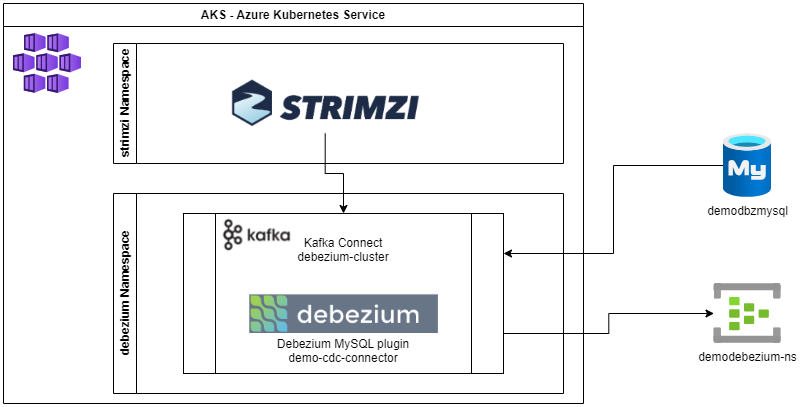 AKS - Azure Kubernetes Service
strimzi Namespace
STRIMZI
debezium Namespace
kafka
Kafka Connect
debezium-cluster
debezium
Debezium MySQL plugin
demo-cdc-connector
My
demodbzmysql
demodebezium-ns